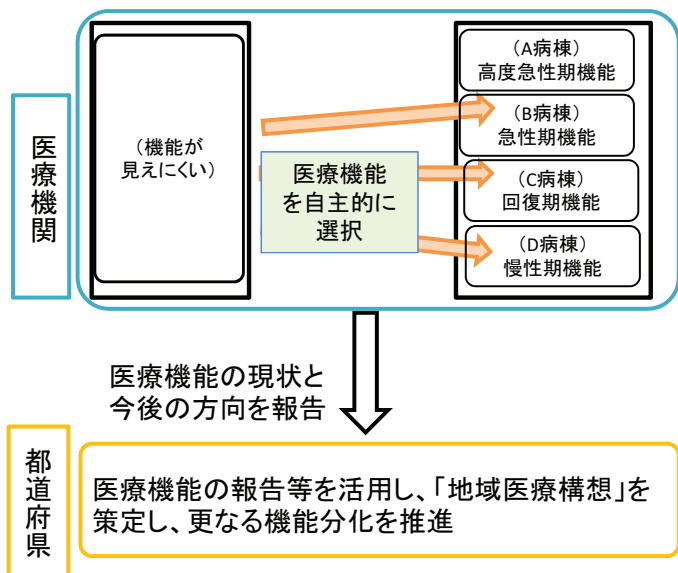 医療機関
（機能が
見えにくい）
医療機能
を自主的に
選択
（A病棟）
高度急性期機能
（B病棟）
急性期機能
（C病棟）
回復期機能
（D病棟）
慢性期機能
医療機能の現状と
今後の方向を報告
都道府県
医療機能の報告等を活用し、「地域医療構想」を
策定し、更なる機能分化を推進